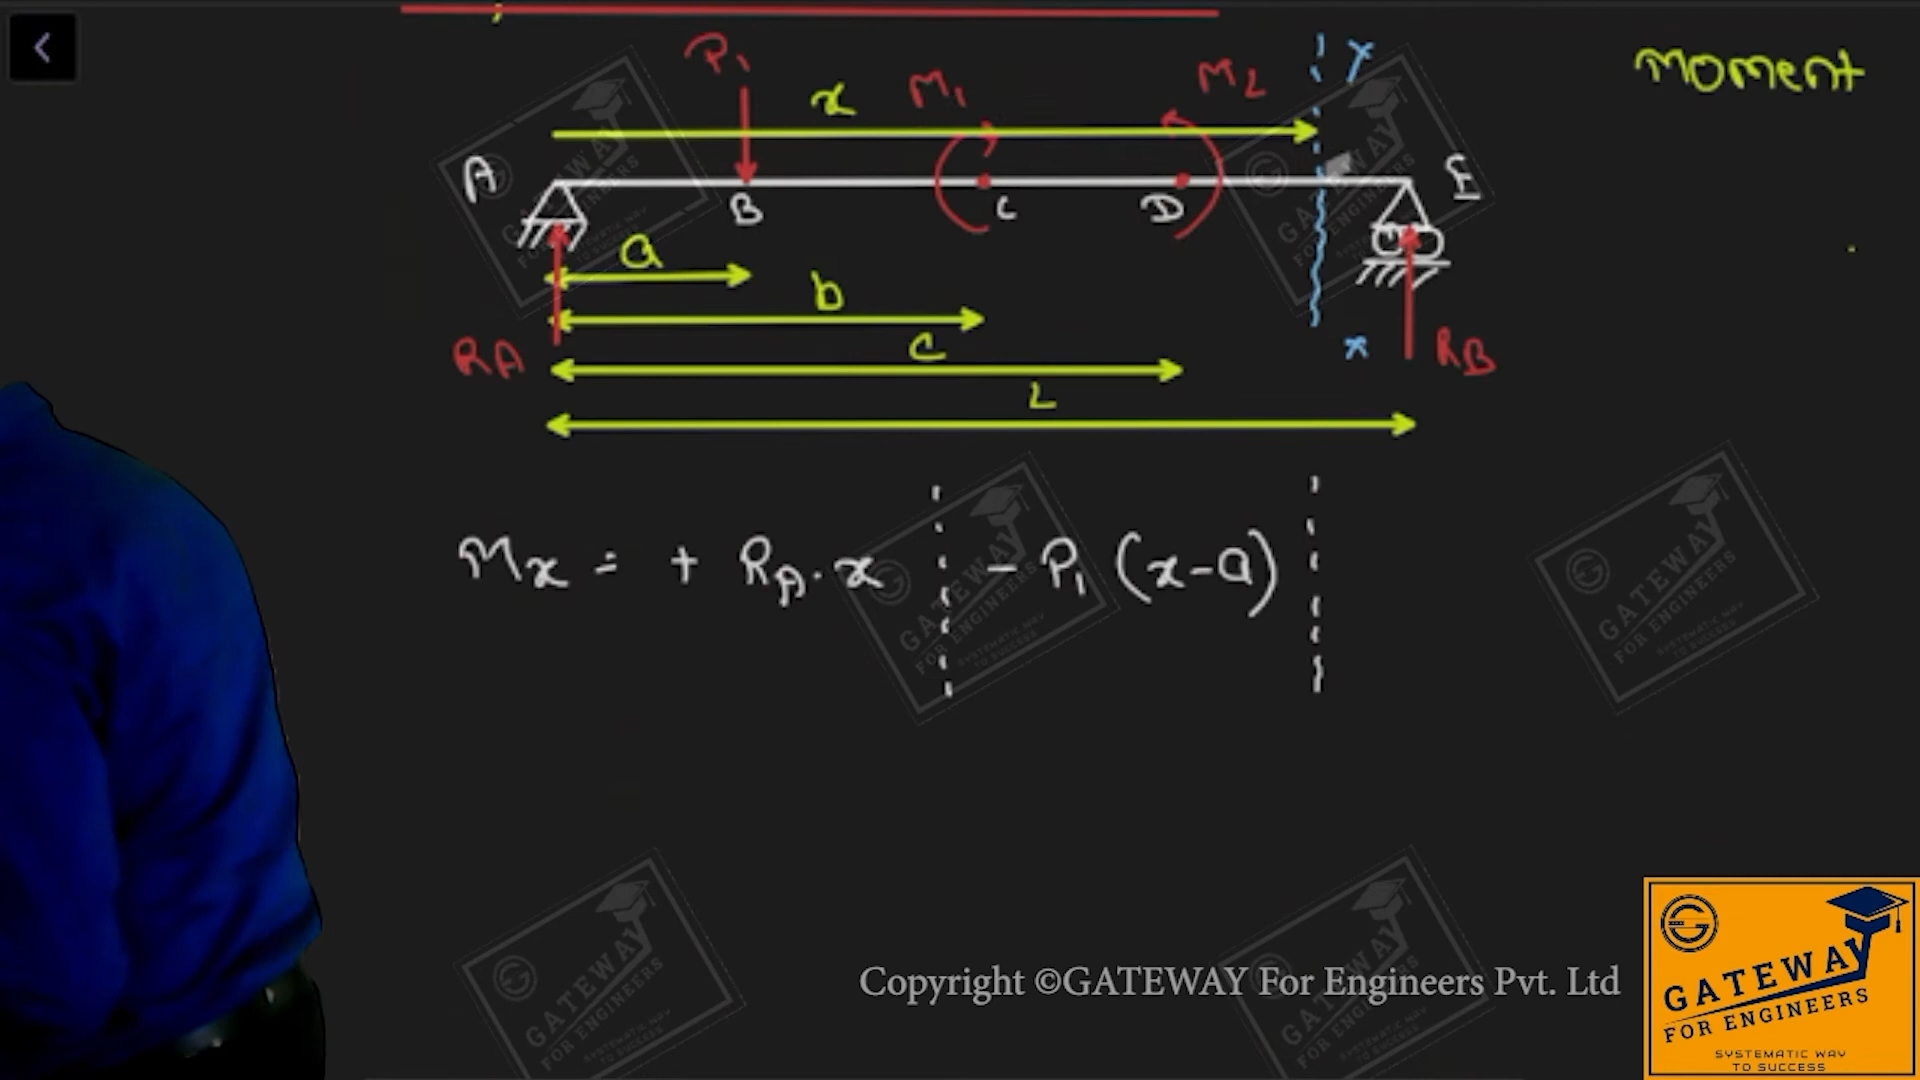 P₁
x
M₁
M₂
x
moment
A
B
C
D
E
a
b
c
L
RA
x
RB
Mx = + RA.x - P₁ (x-a)
Copyright ©GATEWAY For Engineers Pvt. Ltd
GATEWAY
FOR ENGINEERS
SYSTEMATIC WAY
TO SUCCESS